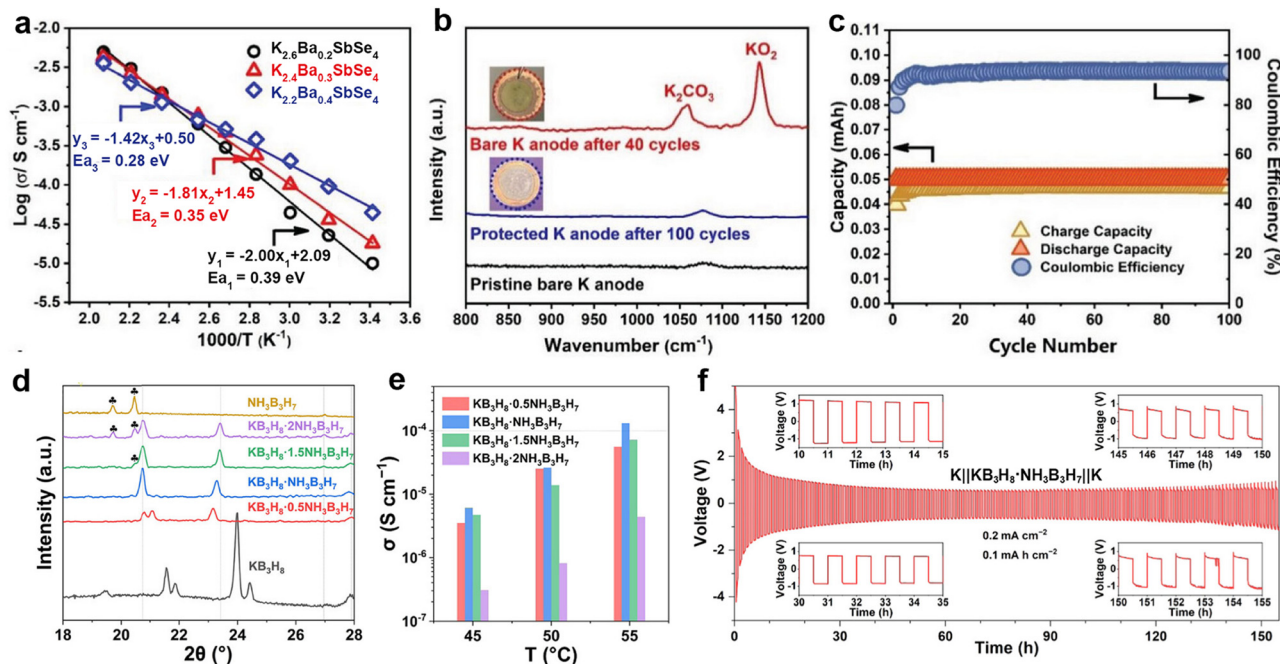 a
-2.0
-2.5
-3.0
-3.5
-4.0
-4.5
-5.0
-5.5
Log (σ/ S cm⁻¹)
K₂.₆Ba₀.₂SbSe₄
K₂.₄Ba₀.₃SbSe₄
K₂.₂Ba₀.₄SbSe₄
y₃= -1.42x₃+0.50
Ea₃ = 0.28 eV
y₂ = -1.81x₂+1.45
Ea₂ = 0.35 eV
y₁= -2.00x₁+2.09
Ea₁ = 0.39 eV
2.0 2.2 2.4 2.6 2.8 3.0 3.2 3.4 3.6
1000/T (K⁻¹)
b
Intensity (a.u.)
KO₂
K₂CO₃
Bare K anode after 40 cycles
Protected K anode after 100 cycles
Pristine bare K anode
800 850 900 950 1000 1050 1100 1150 1200
Wavenumber (cm⁻¹)
c
Capacity (mAh)
0.10
0.09
0.08
0.07
0.06
0.05
0.04
0.03
0.02
0.01
0.00
100
80
60
40
20
0
Coulombic Efficiency (%)
Charge Capacity
Discharge Capacity
Coulombic Efficiency
0 20 40 60 80 100
Cycle Number
d
Intensity (a.u.)
♣ ♣
NH₃B₃H₇
♣ ♣
KB₃H₈·2NH₃B₃H₇
♣
KB₃H₈·1.5NH₃B₃H₇
KB₃H₈·NH₃B₃H₇
KB₃H₈·0.5NH₃B₃H₇
KB₃H₈
18 20 22 24 26 28
2θ (°)
e
σ (S cm⁻¹)
KB₃H₈·0.5NH₃B₃H₇
KB₃H₈·NH₃B₃H₇
KB₃H₈·1.5NH₃B₃H₇
KB₃H₈·2NH₃B₃H₇
10⁻⁴
10⁻⁵
10⁻⁶
10⁻⁷
45 50 55
T (°C)
f
Voltage (V)
4
2
0
-2
-4
Voltage (V)
1
0
-1
10 11 12 13 14 15
Time (h)
Voltage (V)
1
0
-1
145 146 147 148 149 150
Time (h)
K||KB₃H₈·NH₃B₃H₇||K
0.2 mA cm⁻²
0.1 mA h cm⁻²
Voltage (V)
1
0
-1
30 31 32 33 34 35
Time (h)
Voltage (V)
1
0
-1
150 151 152 153 154 155
Time (h)
0 30 60 90 120 150
Time (h)